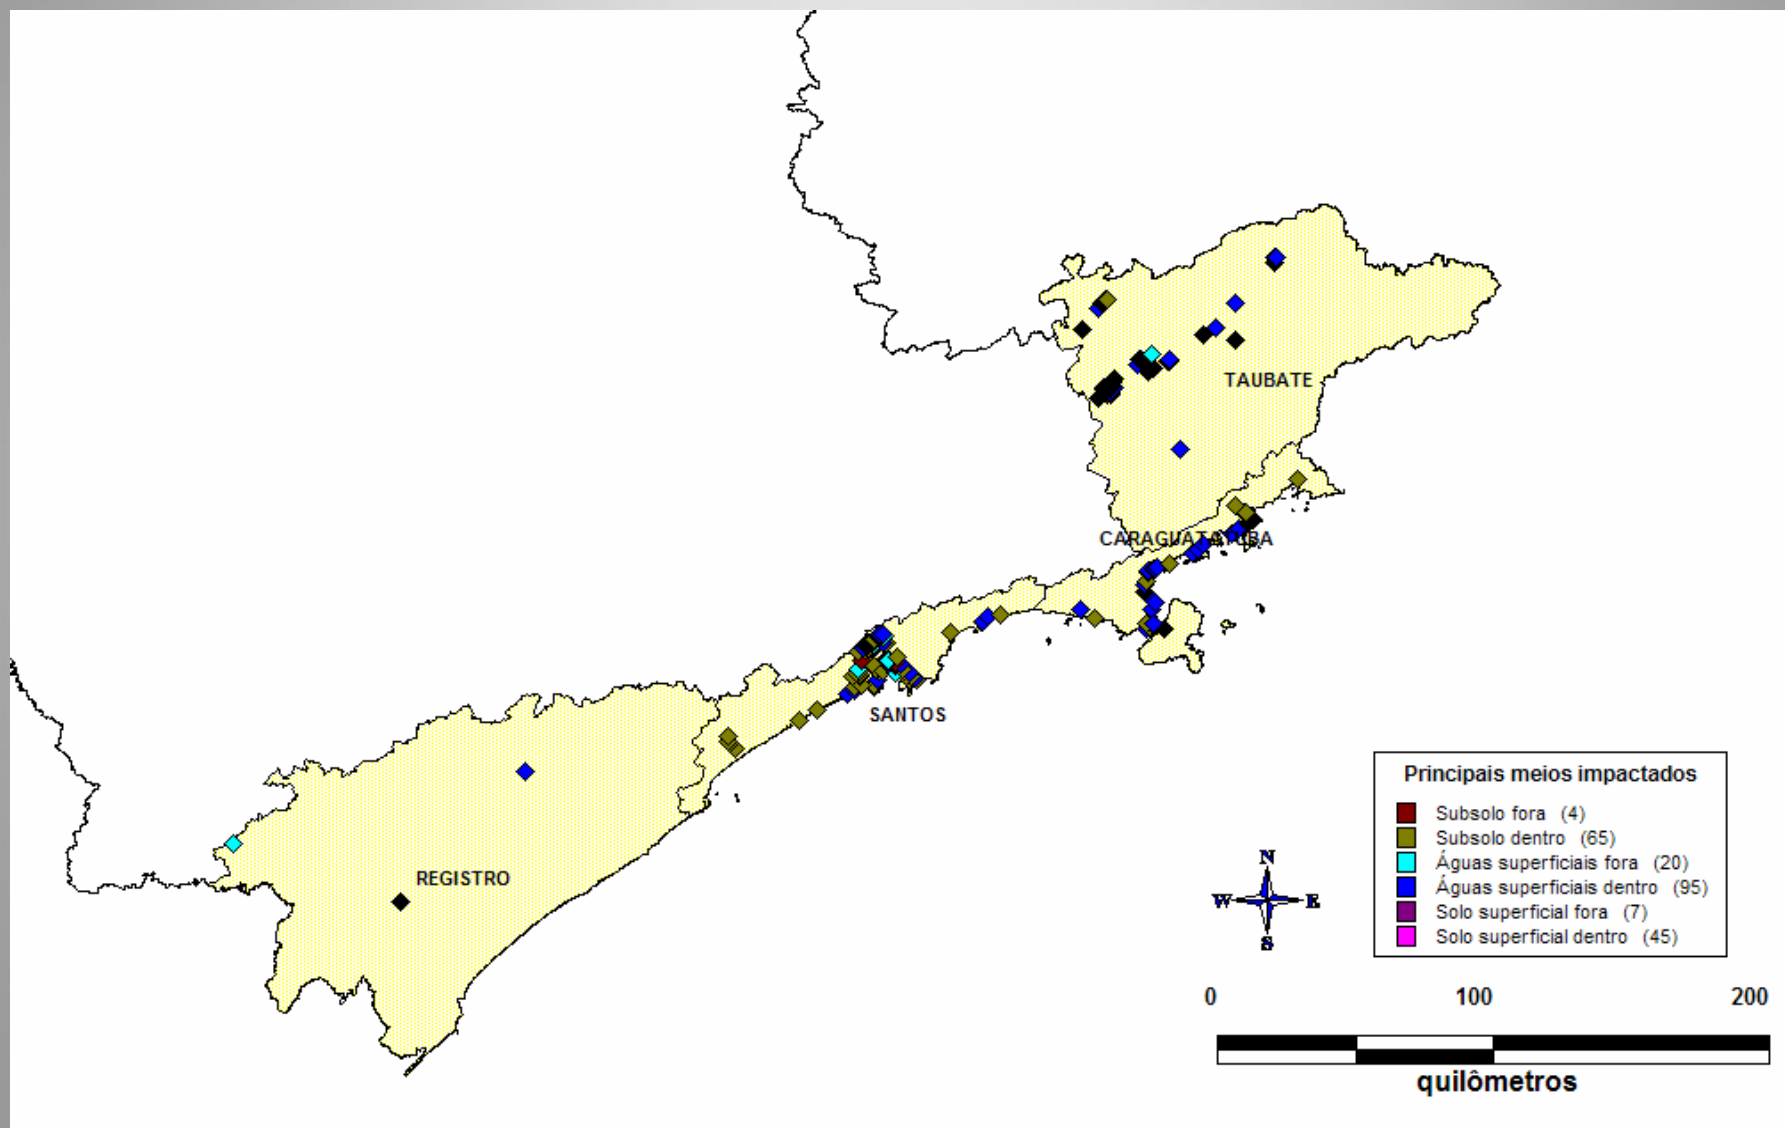 TAUBATE
CARAGUATATUBA
SANTOS
REGISTRO
Principais meios impactados
Subsolo fora (4)
Subsolo dentro (65)
Águas superficiais fora (20)
Águas superficiais dentro (95)
Solo superficial fora (7)
Solo superficial dentro (45)
N
W E
S
0 100 200
quilômetros